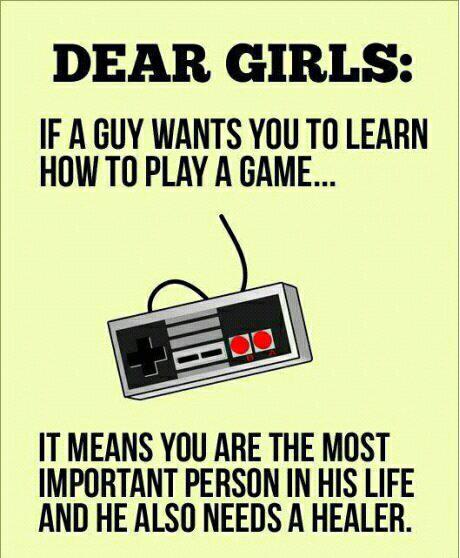 DEAR GIRLS:
IF A GUY WANTS YOU TO LEARN
HOW TO PLAY A GAME...
B A
IT MEANS YOU ARE THE MOST
IMPORTANT PERSON IN HIS LIFE
AND HE ALSO NEEDS A HEALER.